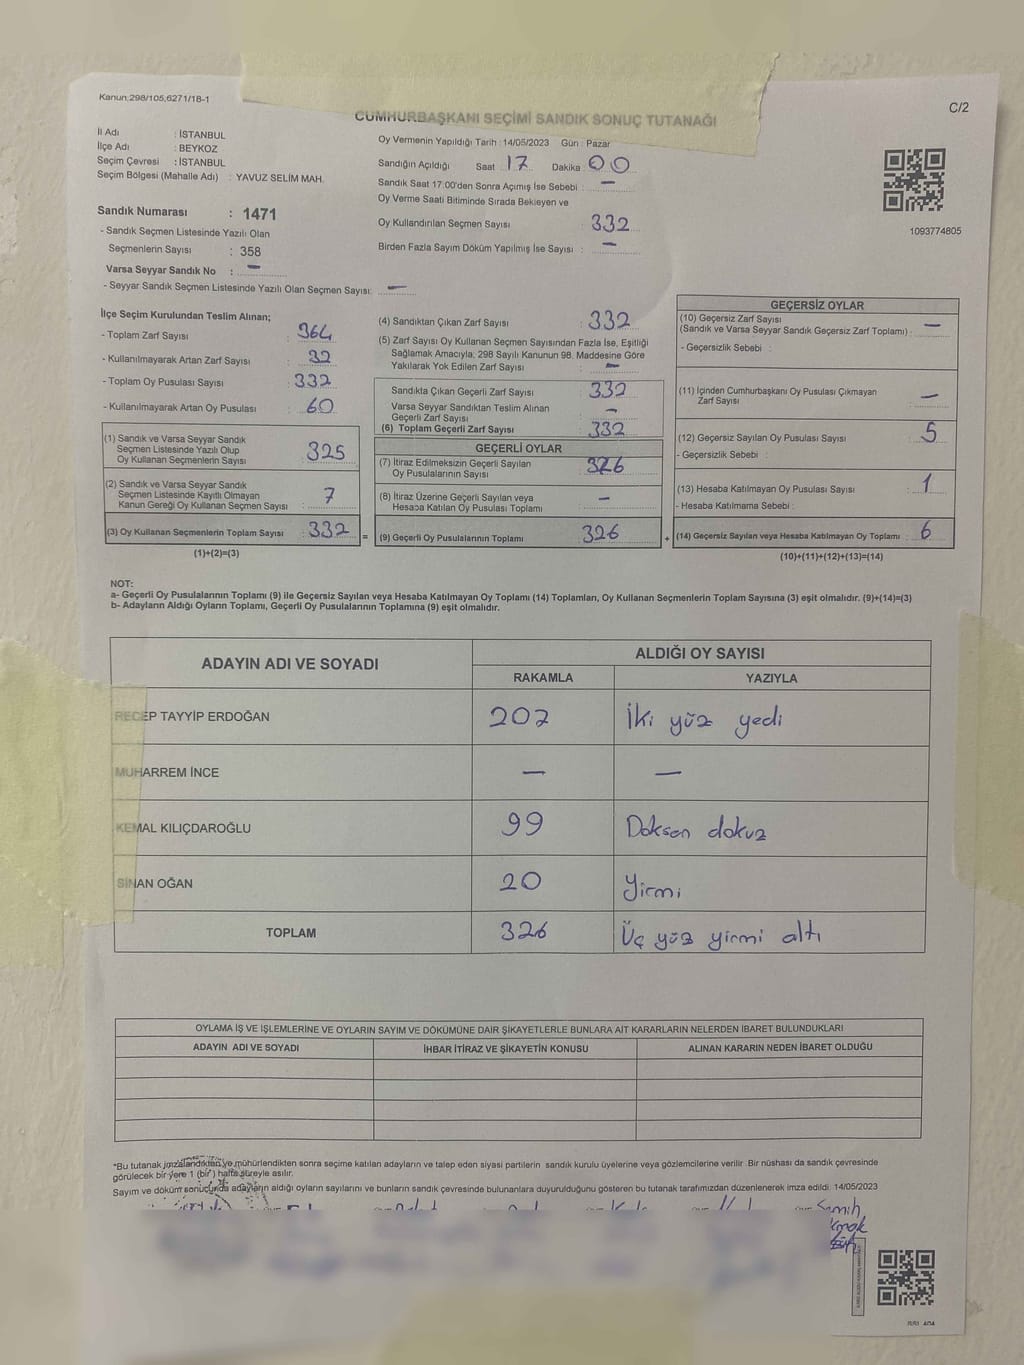 Kanun,298/105,6271/18-1
C/2
CUMHURBAŞKANI SEÇİMİ SANDIK SONUÇ TUTANAĞI
İl Adı : İSTANBUL
İlçe Adı : BEYKOZ
Seçim Çevresi : İSTANBUL
Seçim Bölgesi (Mahalle Adı) : YAVUZ SELİM MAH.
Sandık Numarası : 1471
- Sandık Seçmen Listesinde Yazılı Olan
Seçmenlerin Sayısı : 358
Varsa Seyyar Sandık No : —
- Seyyar Sandık Seçmen Listesinde Yazılı Olan Seçmen Sayısı: —
Oy Vermenin Yapıldığı Tarih : 14/05/2023 Gün : Pazar
Sandığın Açıldığı Saat 17 Dakika : 00
Sandık Saat 17:00'den Sonra Açımış İse Sebebi : —
Oy Verme Saati Bitiminde Sırada Bekleyen ve
Oy Kullandırılan Seçmen Sayısı : 332
Birden Fazla Sayım Döküm Yapılmış İse Sayısı : —
1093774805
İlçe Seçim Kurulundan Teslim Alınan;
- Toplam Zarf Sayısı : 364
- Kullanılmayarak Artan Zarf Sayısı : 32
- Toplam Oy Pusulası Sayısı : 332
- Kullanılmayarak Artan Oy Pusulası : 60
(1) Sandık ve Varsa Seyyar Sandık
Seçmen Listesinde Yazılı Olup
Oy Kullanan Seçmenlerin Sayısı : 325
(2) Sandık ve Varsa Seyyar Sandık
Seçmen Listesinde Kayıtlı Olmayan
Kanun Gereği Oy Kullanan Seçmen Sayısı : 7
(3) Oy Kullanan Seçmenlerin Toplam Sayısı : 332 =
(1)+(2)=(3)
(4) Sandıktan Çıkan Zarf Sayısı : 332
(5) Zarf Sayısı Oy Kullanan Seçmen Sayısından Fazla İse, Eşitliği
Sağlamak Amacıyla, 298 Sayılı Kanunun 98. Maddesine Göre
Yakılarak Yok Edilen Zarf Sayısı : —
Sandıkta Çıkan Geçerli Zarf Sayısı : 332
Varsa Seyyar Sandıktan Teslim Alınan
Geçerli Zarf Sayısı : —
(6) Toplam Geçerli Zarf Sayısı : 332
GEÇERLİ OYLAR
(7) İtiraz Edilmeksizin Geçerli Sayılan
Oy Pusulalarının Sayısı : 326
(8) İtiraz Üzerine Geçerli Sayılan veya
Hesaba Katılan Oy Pusulası Toplamı : —
(9) Geçerli Oy Pusulalarının Toplamı : 326 +
GEÇERSİZ OYLAR
(10) Geçersiz Zarf Sayısı
(Sandık ve Varsa Seyyar Sandık Geçersiz Zarf Toplamı) : —
- Geçersizlik Sebebi :
(11) İçinden Cumhurbaşkanı Oy Pusulası Çıkmayan
Zarf Sayısı : —
(12) Geçersiz Sayılan Oy Pusulası Sayısı : 5
- Geçersizlik Sebebi :
(13) Hesaba Katılmayan Oy Pusulası Sayısı : 1
- Hesaba Katılmama Sebebi :
(14) Geçersiz Sayılan veya Hesaba Katılmayan Oy Toplamı : 6
(10)+(11)+(12)+(13)=(14)
NOT:
a- Geçerli Oy Pusulalarının Toplamı (9) ile Geçersiz Sayılan veya Hesaba Katılmayan Oy Toplamı (14) Toplamları, Oy Kullanan Seçmenlerin Toplam Sayısına (3) eşit olmalıdır. (9)+(14)=(3)
b- Adayların Aldığı Oyların Toplamı, Geçerli Oy Pusulalarının Toplamına (9) eşit olmalıdır.
ADAYIN ADI VE SOYADI
ALDIĞI OY SAYISI
RAKAMLA YAZIYLA
RECEP TAYYİP ERDOĞAN 207 İki yüz yedi
MUHARREM İNCE — —
KEMAL KILIÇDAROĞLU 99 Doksan dokuz
SİNAN OĞAN 20 Yirmi
TOPLAM 326 Üç yüz yirmi altı
OYLAMA İŞ VE İŞLEMLERİNE VE OYLARIN SAYIM VE DÖKÜMÜNE DAİR ŞİKAYETLERLE BUNLARA AİT KARARLARIN NELERDEN İBARET BULUNDUKLARI
ADAYIN ADI VE SOYADI İHBAR İTİRAZ VE ŞİKAYETİN KONUSU ALINAN KARARIN NEDEN İBARET OLDUĞU
*Bu tutanak imzalandıktan ve mühürlendikten sonra seçime katılan adayların ve talep eden siyasi partilerin sandık kurulu üyelerine veya gözlemcilerine verilir. Bir nüshası da sandık çevresinde
görülecek bir yere 1 (bir) hafta süreyle asılır.
Sayım ve döküm sonucunda adayların aldığı oyların sayılarını ve bunların sandık çevresinde bulunanlara duyurulduğunu gösteren bu tutanak tarafımızdan düzenlenerek imza edildi. 14/05/2023
Semih